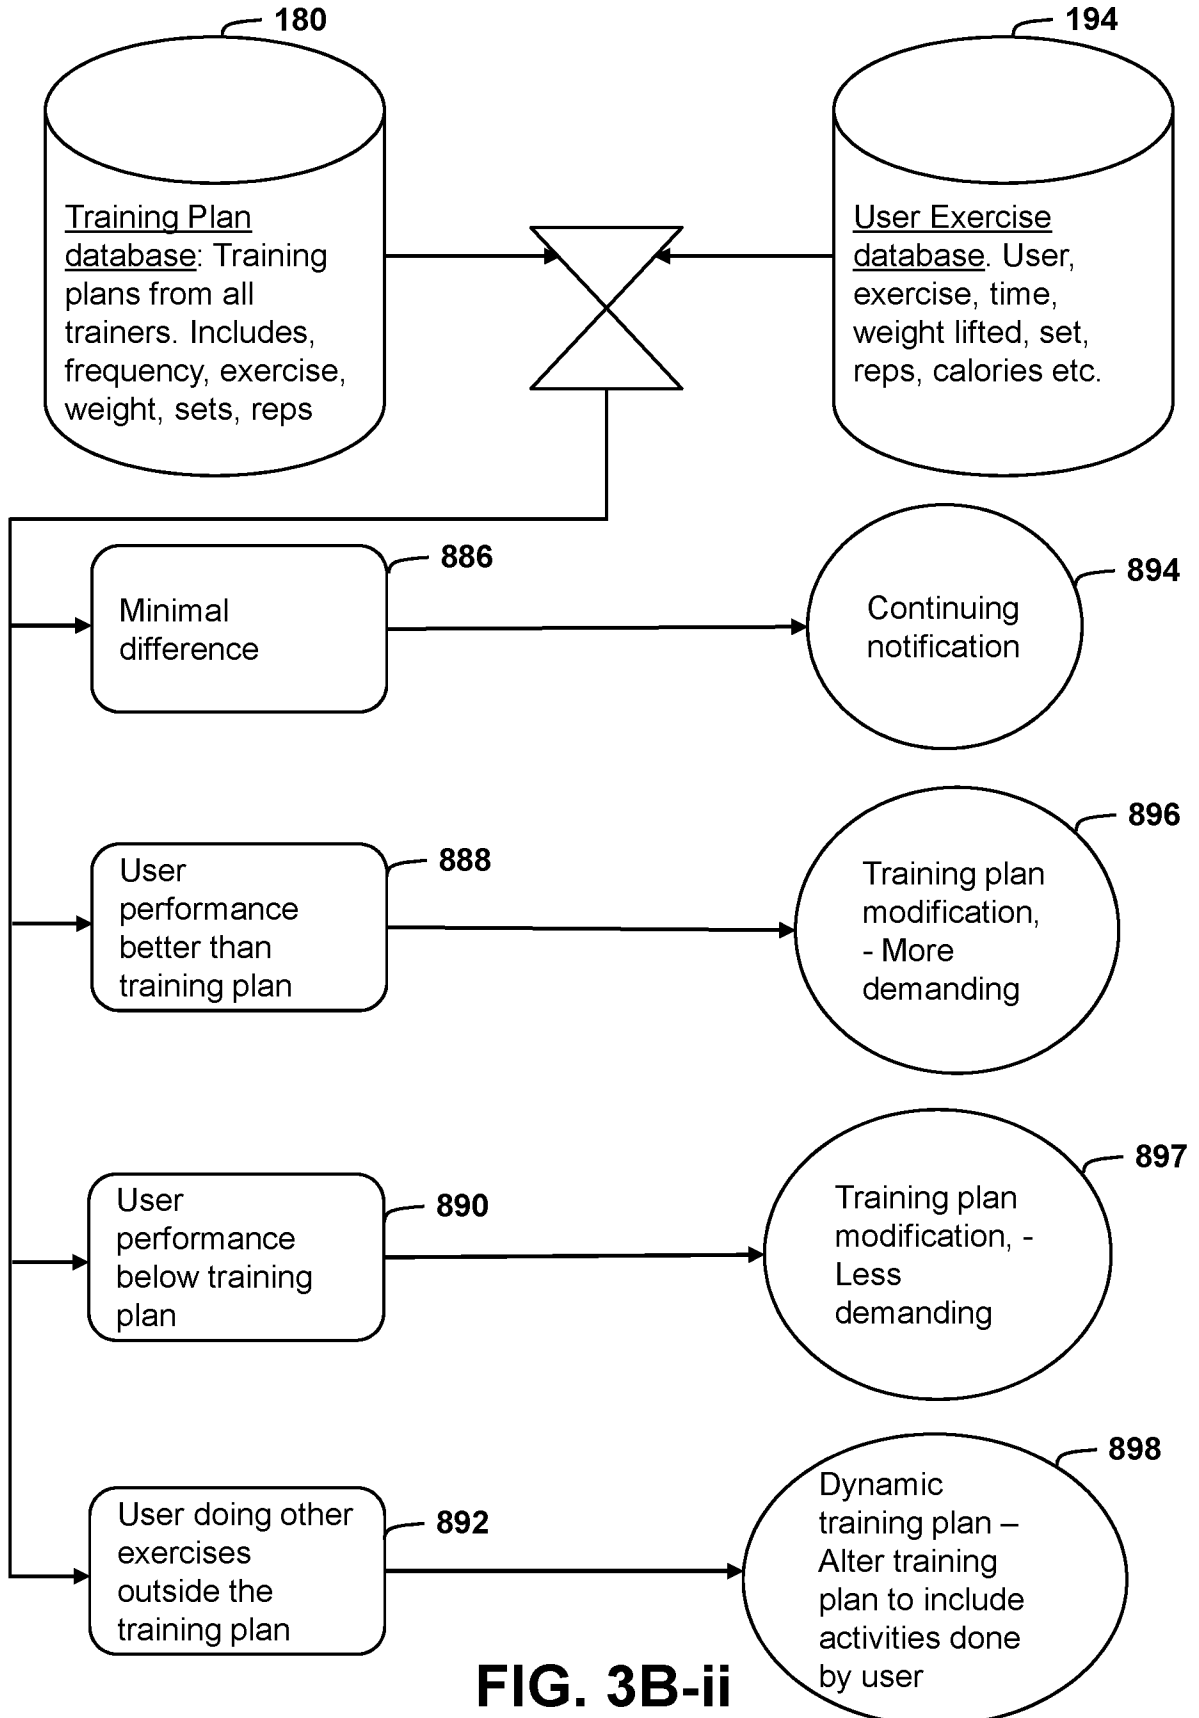 180
194
Training Plan
database: Training
plans from all
trainers. Includes,
frequency, exercise,
weight, sets, reps
User Exercise
database. User,
exercise, time,
weight lifted, set,
reps, calories etc.
886
Minimal
difference
894
Continuing
notification
888
User
performance
better than
training plan
896
Training plan
modification,
- More
demanding
890
User
performance
below training
plan
897
Training plan
modification, -
Less
demanding
892
User doing other
exercises
outside the
training plan
898
Dynamic
training plan –
Alter training
plan to include
activities done
by user
FIG. 3B-ii